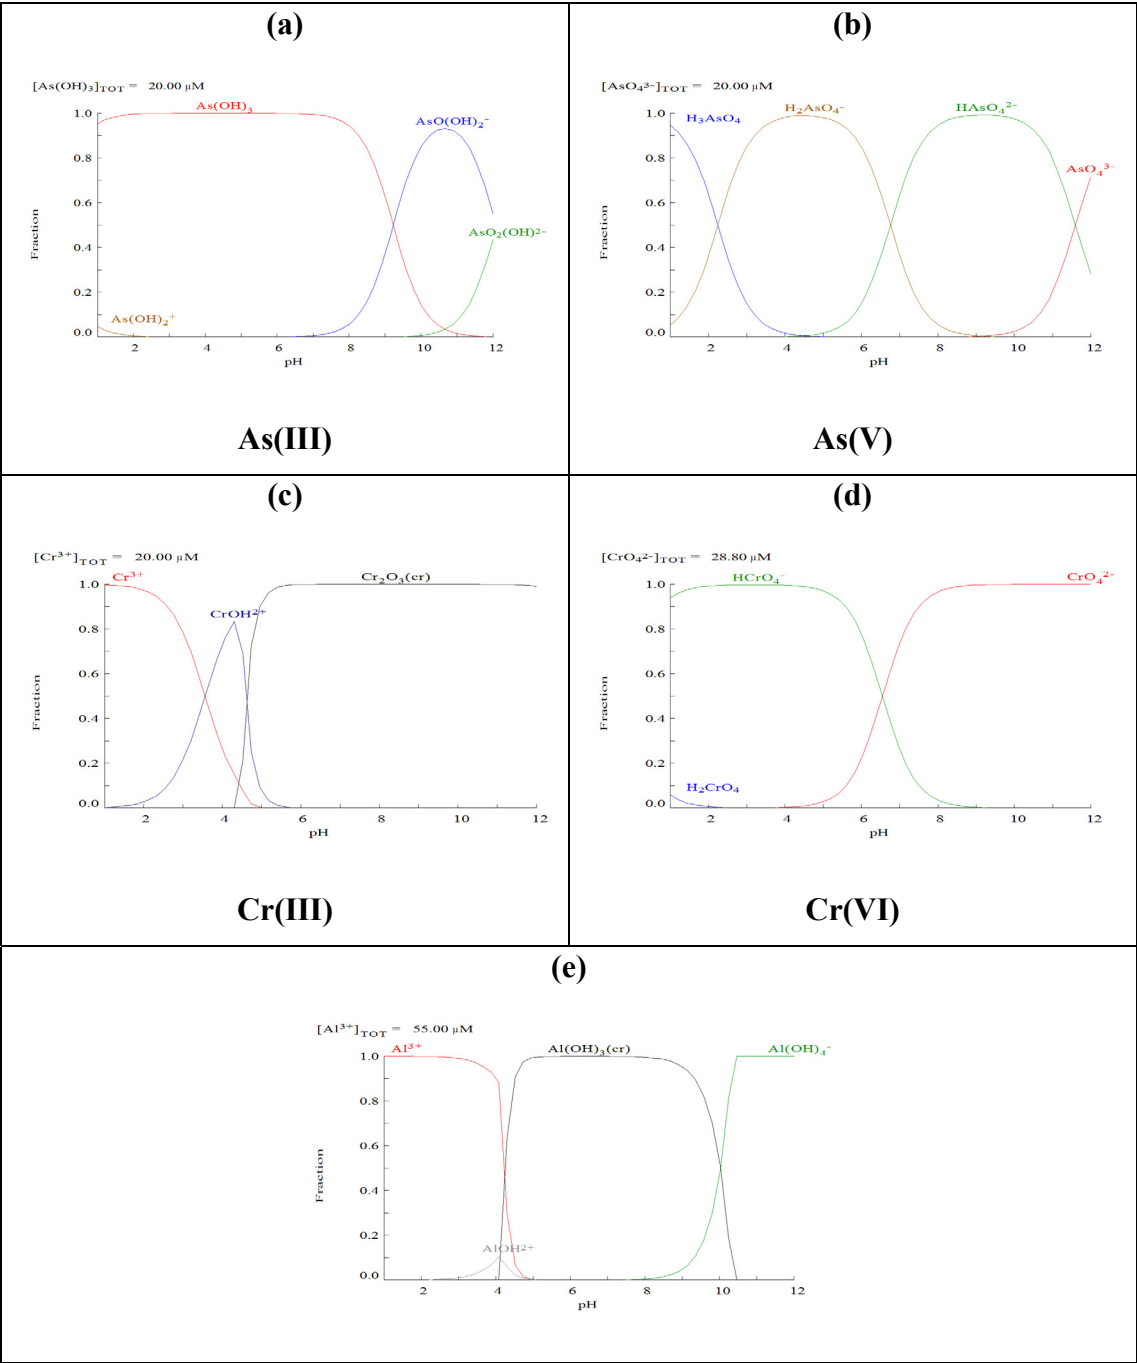 (a)
[As(OH)₃]TOT = 20.00 µM
As(OH)₃
AsO(OH)₂⁻
AsO₂(OH)²⁻
As(OH)₂⁺
1.0
0.8
0.6
0.4
0.2
0.0
Fraction
2 4 6 8 10 12
pH
As(III)
(b)
[AsO₄³⁻]TOT = 20.00 µM
H₃AsO₄
H₂AsO₄⁻
HAsO₄²⁻
AsO₄³⁻
1.0
0.8
0.6
0.4
0.2
0.0
Fraction
2 4 6 8 10 12
pH
As(V)
(c)
[Cr³⁺]TOT = 20.00 µM
Cr³⁺
CrOH²⁺
Cr₂O₃(cr)
1.0
0.8
0.6
0.4
0.2
0.0
Fraction
2 4 6 8 10 12
pH
Cr(III)
(d)
[CrO₄²⁻]TOT = 28.80 µM
HCrO₄⁻
CrO₄²⁻
H₂CrO₄
1.0
0.8
0.6
0.4
0.2
0.0
Fraction
2 4 6 8 10 12
pH
Cr(VI)
(e)
[Al³⁺]TOT = 55.00 µM
Al³⁺
Al(OH)₃(cr)
Al(OH)₄⁻
AlOH²⁺
1.0
0.8
0.6
0.4
0.2
0.0
Fraction
2 4 6 8 10 12
pH